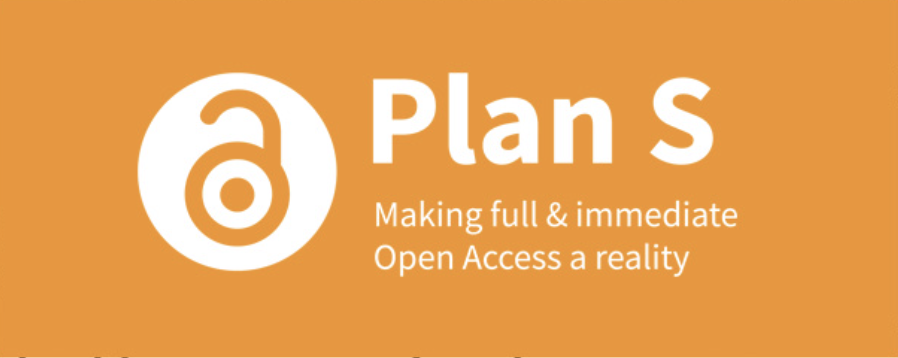 Plan S
Making full & immediate
Open Access a reality